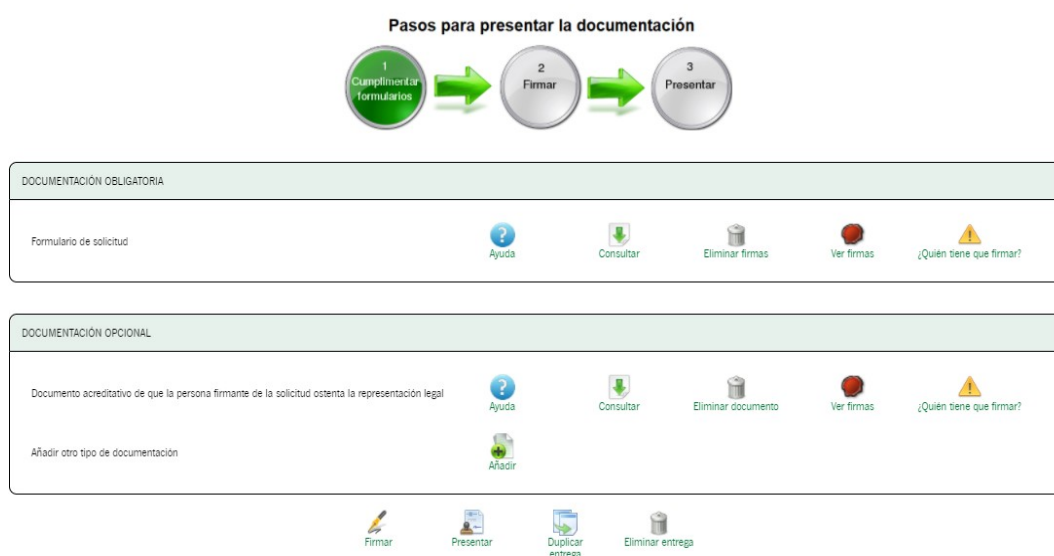 Pasos para presentar la documentación
1
Cumplimentar
formularios
2
Firmar
3
Presentar
DOCUMENTACIÓN OBLIGATORIA
Formulario de solicitud
Ayuda
Consultar
Eliminar firmas
Ver firmas
¿Quién tiene que firmar?
DOCUMENTACIÓN OPCIONAL
Documento acreditativo de que la persona firmante de la solicitud ostenta la representación legal
Ayuda
Consultar
Eliminar documento
Ver firmas
¿Quién tiene que firmar?
Añadir otro tipo de documentación
Añadir
Firmar
Presentar
Duplicar
entrega
Eliminar entrega